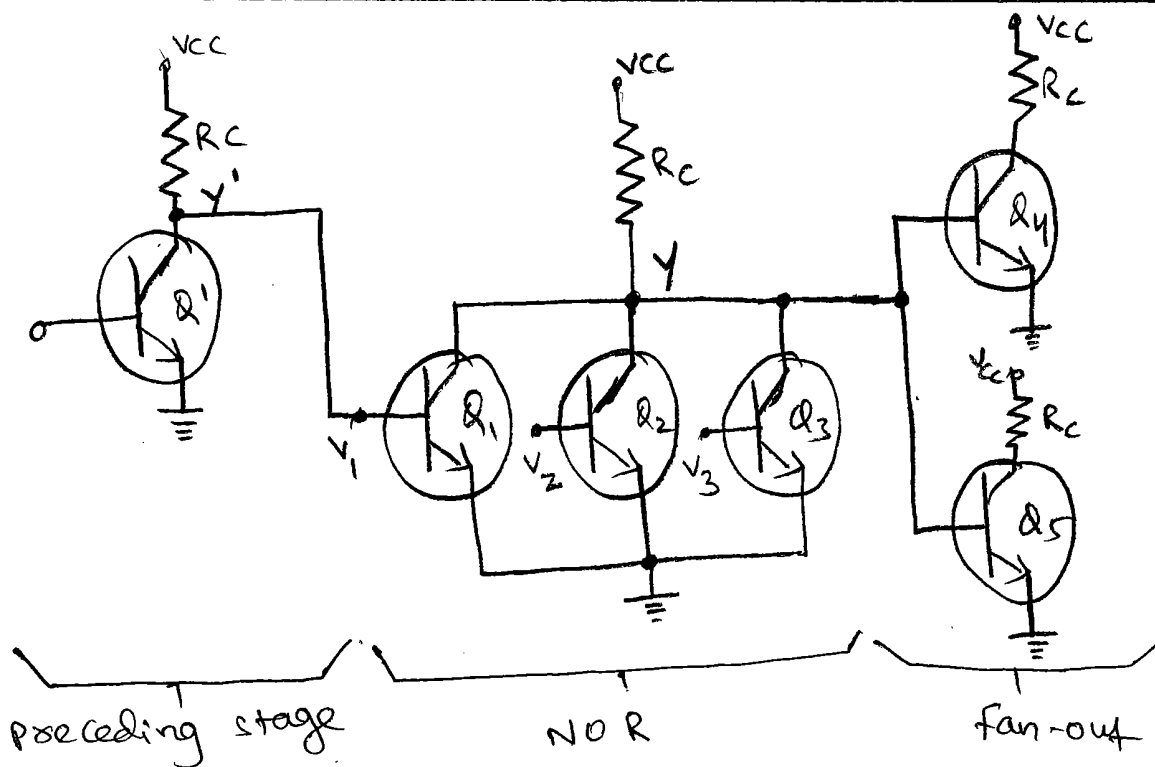 VCC
RC
Y'
Q'
V1
VCC
RC
Y
Q1
Q2
Q3
V2
V3
VCC
RC
Q4
VCC
RC
Q5
preceding stage
NOR
fan-out